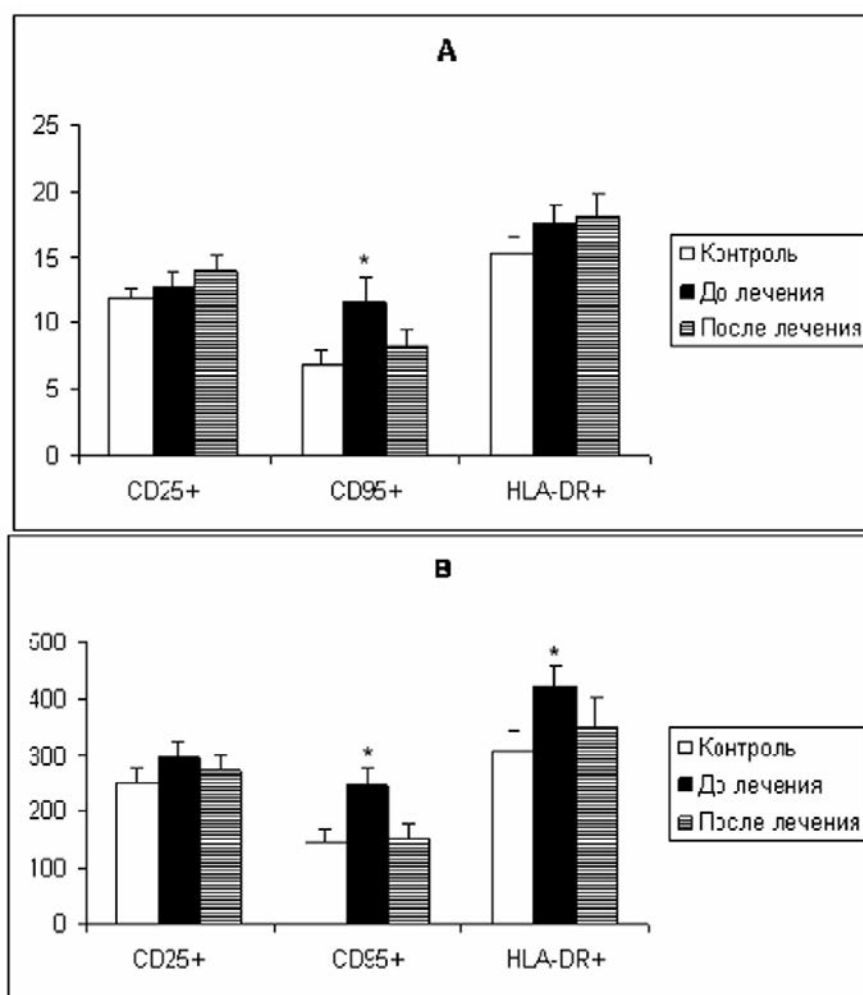 A
25
20
15
10
5
0
*
CD25+ CD95+ HLA-DR+
Контроль
До лечения
После лечения
B
500
400
300
200
100
0
*
*
CD25+ CD95+ HLA-DR+
Контроль
До лечения
После лечения